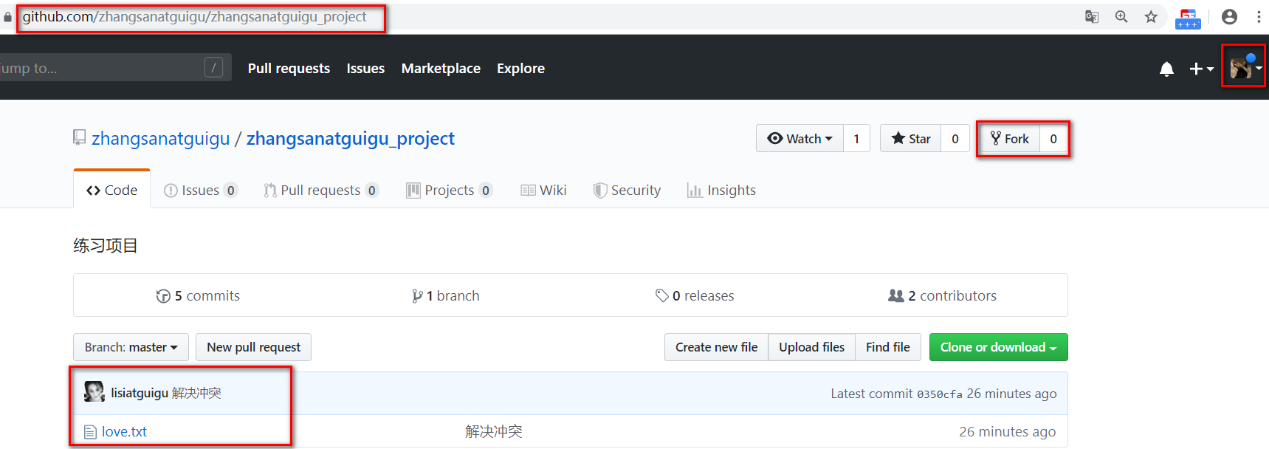 github.com/zhangsanatguigu/zhangsanatguigu_project
ump to... /
Pull requests Issues Marketplace Explore
zhangsanatguigu / zhangsanatguigu_project
Watch 1 Star 0 Fork 0
Code Issues 0 Pull requests 0 Projects 0 Wiki Security Insights
练习项目
5 commits 1 branch 0 releases 2 contributors
Branch: master New pull request Create new file Upload files Find file Clone or download
lisiatguigu 解决冲突 Latest commit 0350cfa 26 minutes ago
love.txt 解决冲突 26 minutes ago